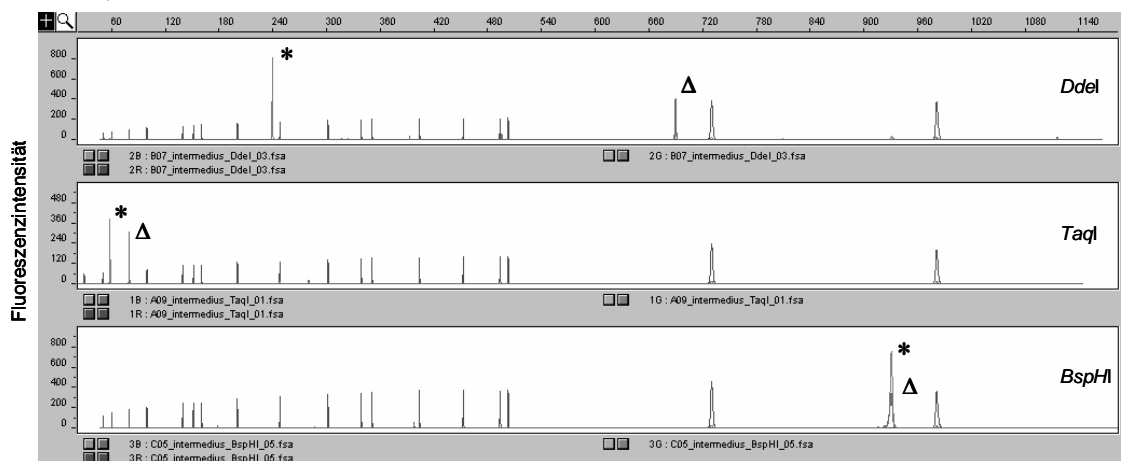 60 120 180 240 300 360 420 480 540 600 660 720 780 840 900 960 1020 1080 1140
Fluoreszenzintensität
800
600
400
200
0
*
Δ
DdeI
2B : B07_intermedius_DdeI_03.fsa 2G : B07_intermedius_DdeI_03.fsa
2R : B07_intermedius_DdeI_03.fsa
480
360
240
120
0
*
Δ
TaqI
1B : A09_intermedius_TaqI_01.fsa 1G : A09_intermedius_TaqI_01.fsa
1R : A09_intermedius_TaqI_01.fsa
800
600
400
200
0
*
Δ
BspHI
3B : C05_intermedius_BspHI_05.fsa 3G : C05_intermedius_BspHI_05.fsa
3R : C05_intermedius_BspHI_05.fsa